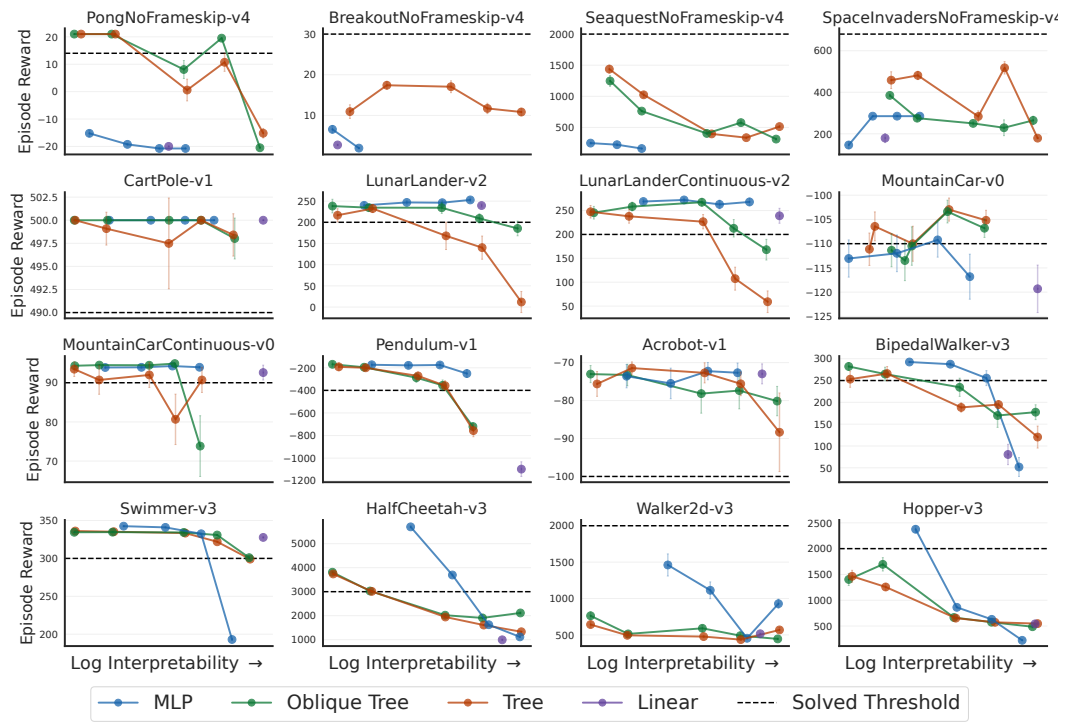 PongNoFrameskip-v4
BreakoutNoFrameskip-v4
SeaquestNoFrameskip-v4
SpaceInvadersNoFrameskip-v4
Episode Reward
20
10
0
−10
−20
30
20
10
2000
1500
1000
500
600
400
200
CartPole-v1
LunarLander-v2
LunarLanderContinuous-v2
MountainCar-v0
Episode Reward
502.5
500.0
497.5
495.0
492.5
490.0
250
200
150
100
50
0
250
200
150
100
50
−100
−105
−110
−115
−120
−125
MountainCarContinuous-v0
Pendulum-v1
Acrobot-v1
BipedalWalker-v3
Episode Reward
90
80
70
−200
−400
−600
−800
−1000
−1200
−70
−80
−90
−100
300
250
200
150
100
50
Swimmer-v3
HalfCheetah-v3
Walker2d-v3
Hopper-v3
Episode Reward
350
300
250
200
5000
4000
3000
2000
1000
2000
1500
1000
500
2500
2000
1500
1000
500
Log Interpretability →
Log Interpretability →
Log Interpretability →
Log Interpretability →
MLP
Oblique Tree
Tree
Linear
Solved Threshold